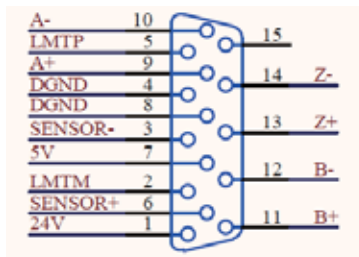 A- 10
LMTP 5
15
A+ 9
DGND 4
14 Z-
DGND 8
SENSOR- 3
13 Z+
5V 7
12 B-
LMTM 2
SENSOR+ 6
11 B+
24V 1